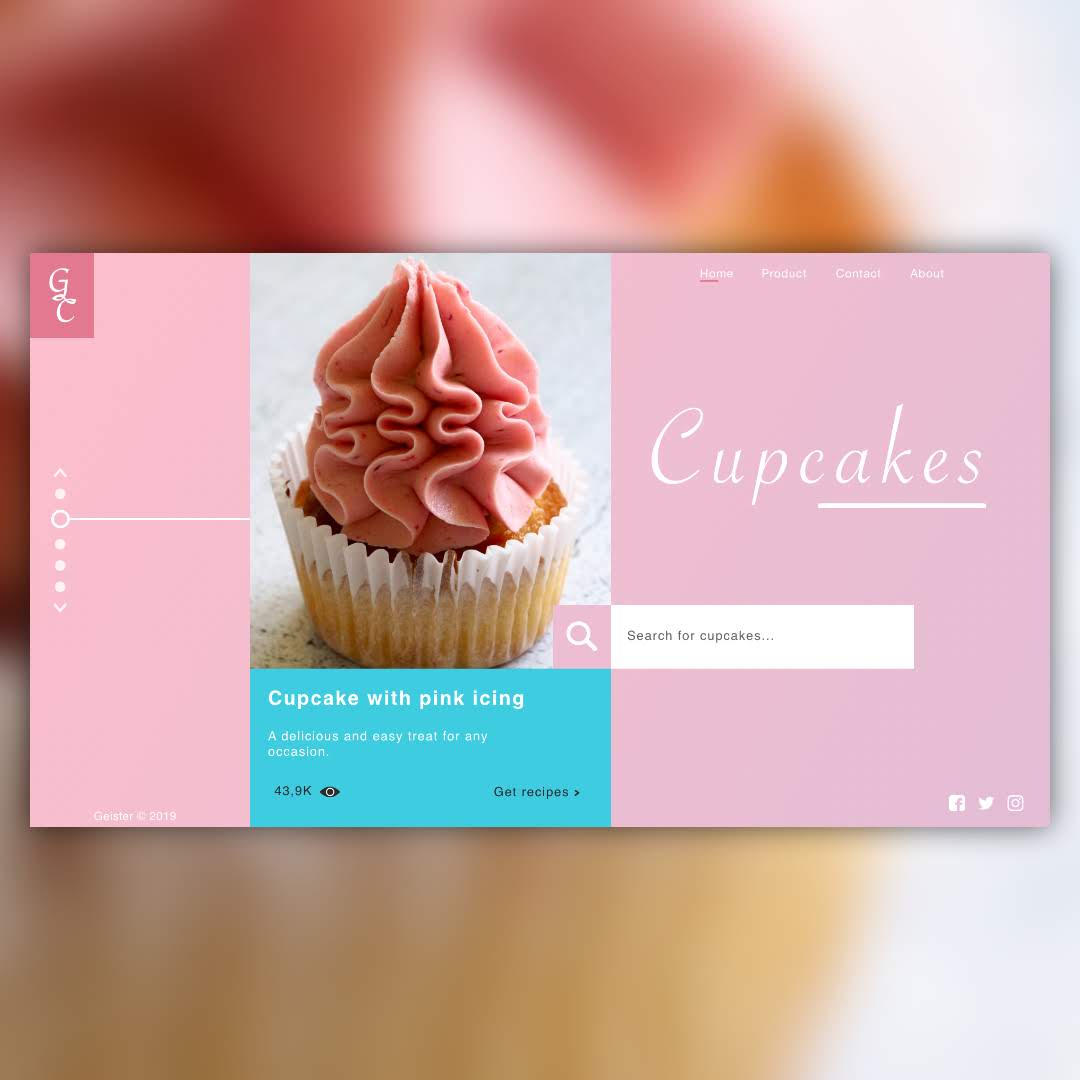 G
C
Home Product Contact About
Cupcakes
Search for cupcakes...
Cupcake with pink icing
A delicious and easy treat for any
occasion.
43,9K
Get recipes >
Geister © 2019